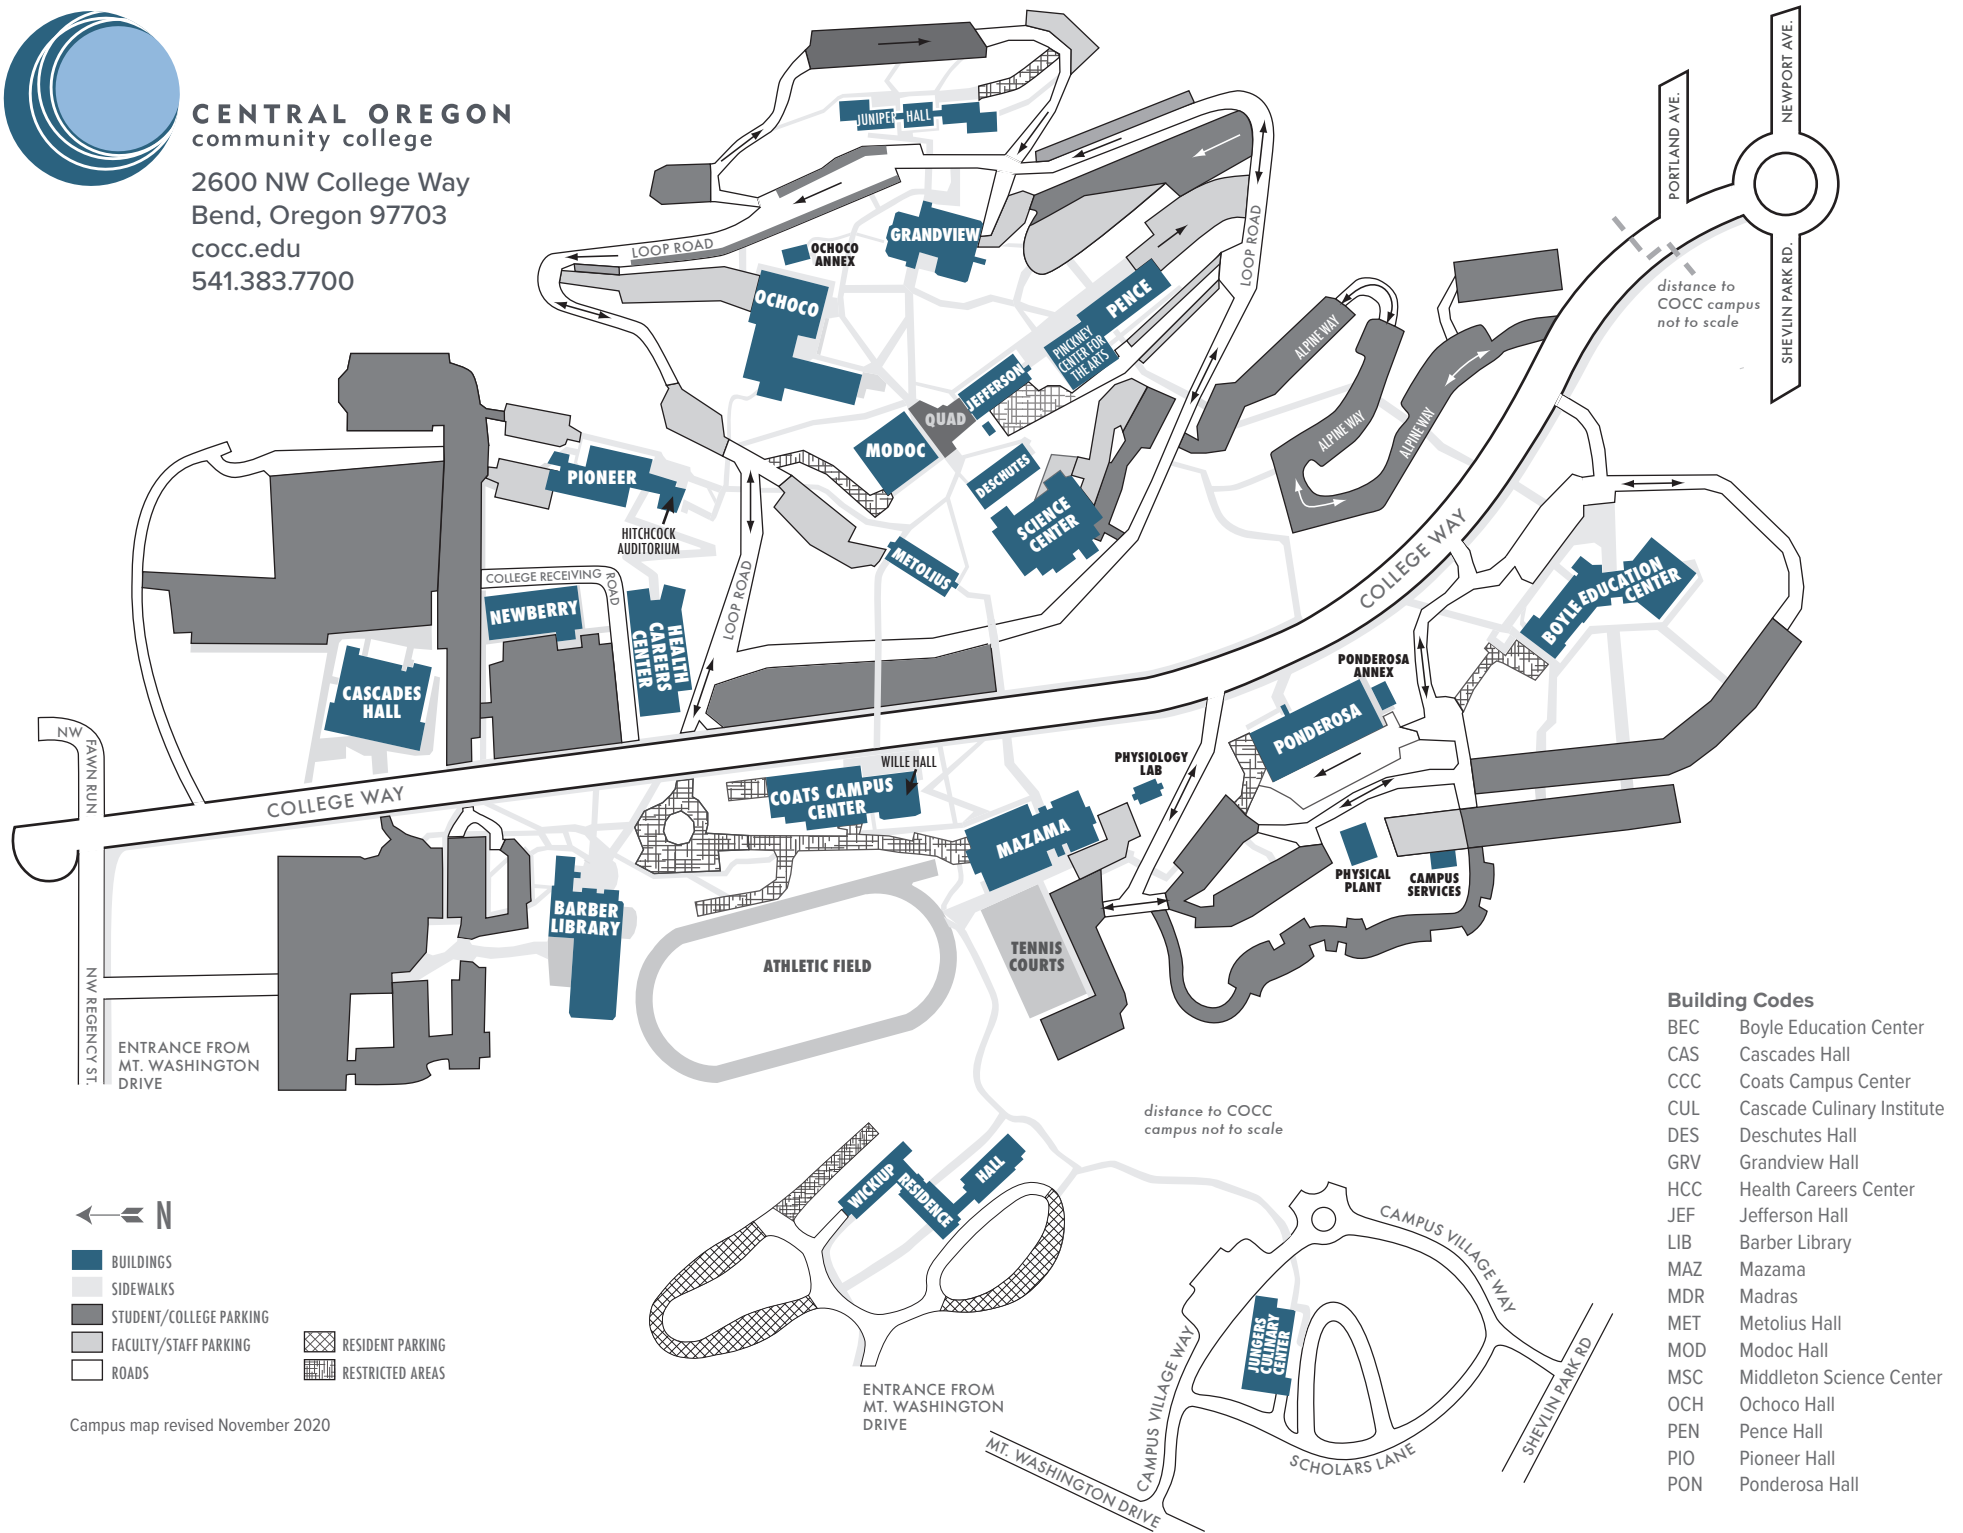 CENTRAL OREGON
community college
2600 NW College Way
Bend, Oregon 97703
cocc.edu
541.383.7700
JUNIPER HALL
LOOP ROAD
OCHOCO
ANNEX
GRANDVIEW
OCHOCO
PENCE
PINCKNEY
CENTER FOR
THE ARTS
JEFFERSON
QUAD
MODOC
DESCHUTES
SCIENCE
CENTER
METOLIUS
LOOP ROAD
ALPINE WAY
ALPINE WAY
ALPINE WAY
PORTLAND AVE.
NEWPORT AVE.
SHEVLIN PARK RD.
distance to
COCC campus
not to scale
PIONEER
HITCHCOCK
AUDITORIUM
COLLEGE RECEIVING
ROAD
NEWBERRY
HEALTH
CAREERS
CENTER
LOOP ROAD
CASCADES
HALL
COLLEGE WAY
BOYLE EDUCATION
CENTER
PONDEROSA
ANNEX
PONDEROSA
NW
FAWN RUN
COLLEGE WAY
WILLE HALL
COATS CAMPUS
CENTER
PHYSIOLOGY
LAB
MAZAMA
PHYSICAL
PLANT
CAMPUS
SERVICES
BARBER
LIBRARY
ATHLETIC FIELD
TENNIS
COURTS
NW REGENCY ST.
ENTRANCE FROM
MT. WASHINGTON
DRIVE
distance to COCC
campus not to scale
WICKIUP
RESIDENCE
HALL
ENTRANCE FROM
MT. WASHINGTON
DRIVE
CAMPUS VILLAGE WAY
JUNGERS
CULINARY
CENTER
CAMPUS VILLAGE WAY
SCHOLARS LANE
SHEVLIN PARK RD
MT. WASHINGTON DRIVE
N
BUILDINGS
SIDEWALKS
STUDENT/COLLEGE PARKING
FACULTY/STAFF PARKING
ROADS
RESIDENT PARKING
RESTRICTED AREAS
Campus map revised November 2020
Building Codes
BEC Boyle Education Center
CAS Cascades Hall
CCC Coats Campus Center
CUL Cascade Culinary Institute
DES Deschutes Hall
GRV Grandview Hall
HCC Health Careers Center
JEF Jefferson Hall
LIB Barber Library
MAZ Mazama
MDR Madras
MET Metolius Hall
MOD Modoc Hall
MSC Middleton Science Center
OCH Ochoco Hall
PEN Pence Hall
PIO Pioneer Hall
PON Ponderosa Hall